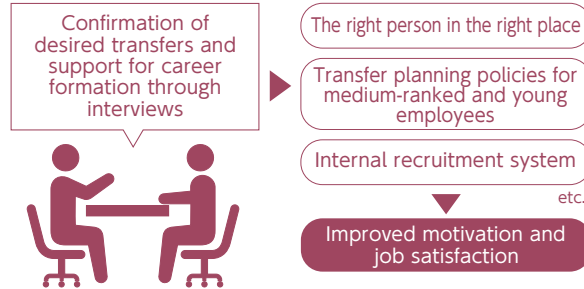 Confirmation of
desired transfers and
support for career
formation through
interviews
The right person in the right place
Transfer planning policies for
medium-ranked and young
employees
Internal recruitment system
etc.
Improved motivation and
job satisfaction